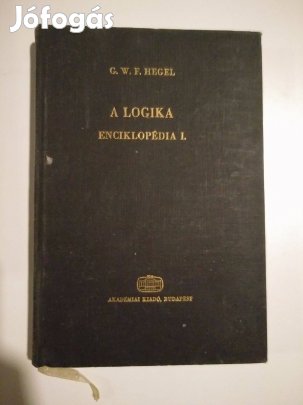 Jófogás
G. W. F. HEGEL
A LOGIKA
ENCIKLOPÉDIA I.
AKADÉMIAI KIADÓ, BUDAPEST